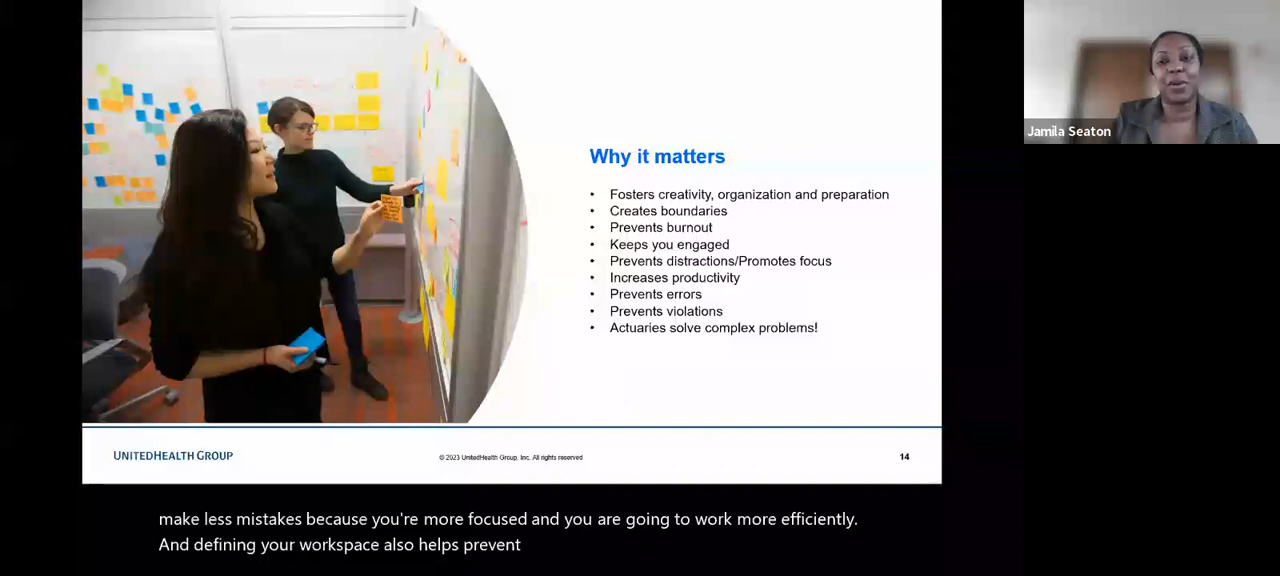 Jamila Seaton
Why it matters
• Fosters creativity, organization and preparation
• Creates boundaries
• Prevents burnout
• Keeps you engaged
• Prevents distractions/Promotes focus
• Increases productivity
• Prevents errors
• Prevents violations
• Actuaries solve complex problems!
UNITEDHEALTH GROUP
© 2023 UnitedHealth Group, Inc. All rights reserved
14
make less mistakes because you're more focused and you are going to work more efficiently.
And defining your workspace also helps prevent